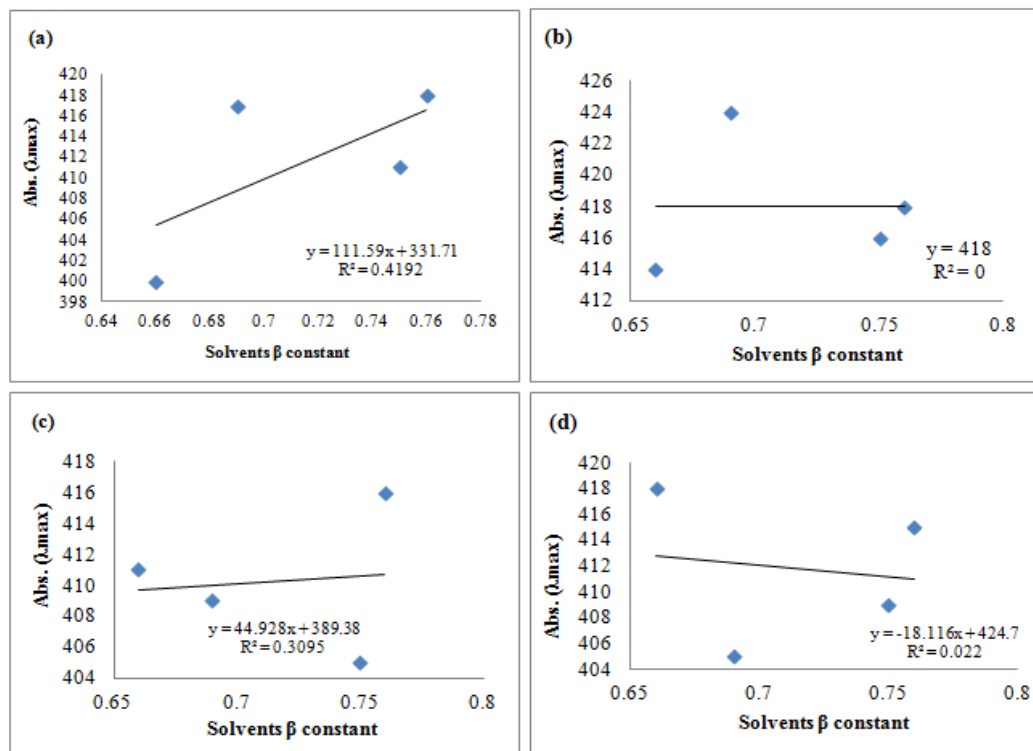 (a)
420
418
416
414
412
410
408
406
404
402
400
398
0.64 0.66 0.68 0.7 0.72 0.74 0.76 0.78
Abs. (λmax)
Solvents β constant
y = 111.59x + 331.71
R² = 0.4192
(b)
426
424
422
420
418
416
414
412
0.65 0.7 0.75 0.8
Abs. (λmax)
Solvents β constant
y = 418
R² = 0
(c)
418
416
414
412
410
408
406
404
0.65 0.7 0.75 0.8
Abs. (λmax)
Solvents β constant
y = 44.928x + 389.38
R² = 0.3095
(d)
420
418
416
414
412
410
408
406
404
0.65 0.7 0.75 0.8
Abs. (λmax)
Solvents β constant
y = -18.116x + 424.7
R² = 0.022